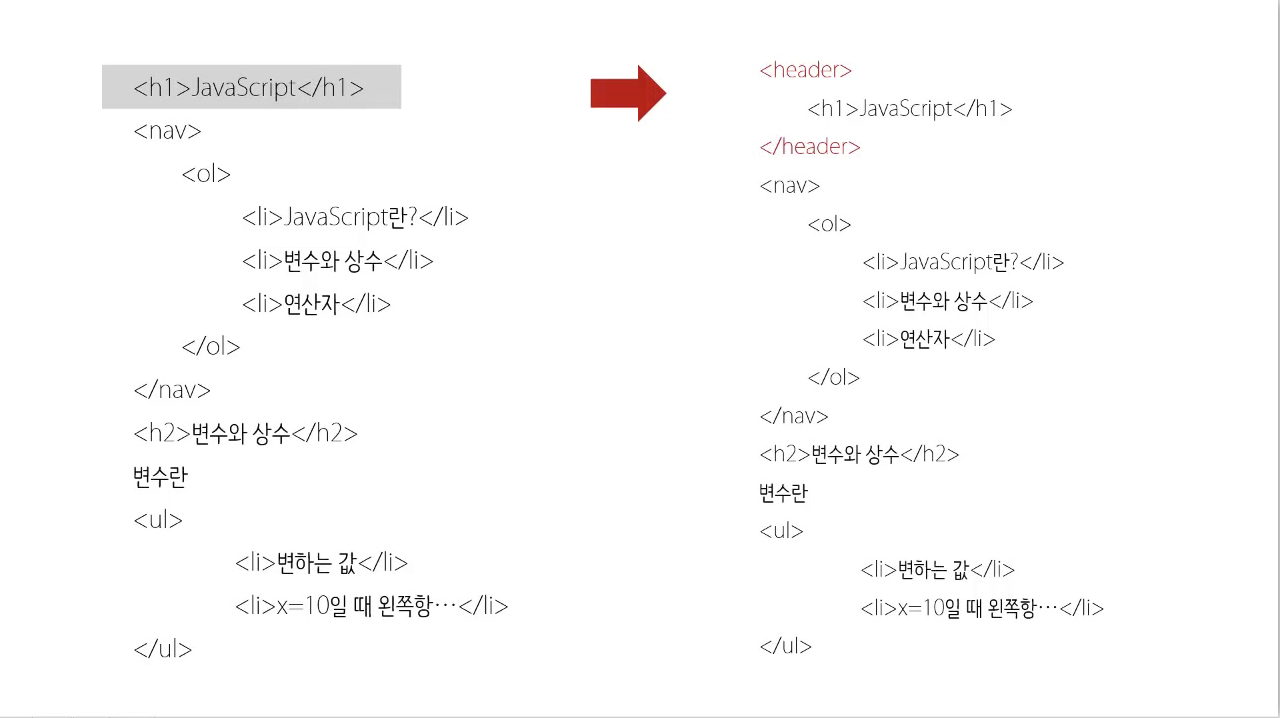 <h1>JavaScript</h1>
<nav>
<ol>
<li>JavaScript란?</li>
<li>변수와 상수</li>
<li>연산자</li>
</ol>
</nav>
<h2>변수와 상수</h2>
변수란
<ul>
<li>변하는 값</li>
<li>x=10일 때 왼쪽항…</li>
</ul>
<header>
<h1>JavaScript</h1>
</header>
<nav>
<ol>
<li>JavaScript란?</li>
<li>변수와 상수</li>
<li>연산자</li>
</ol>
</nav>
<h2>변수와 상수</h2>
변수란
<ul>
<li>변하는 값</li>
<li>x=10일 때 왼쪽항…</li>
</ul>